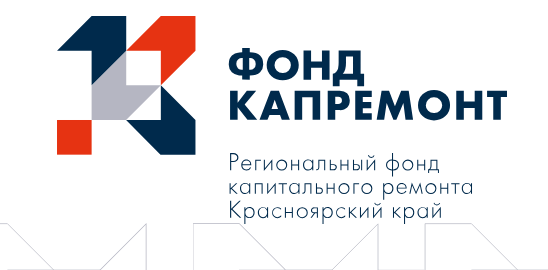 ФОНД
КАПРЕМОНТ
Региональный фонд
капитального ремонта
Красноярский край